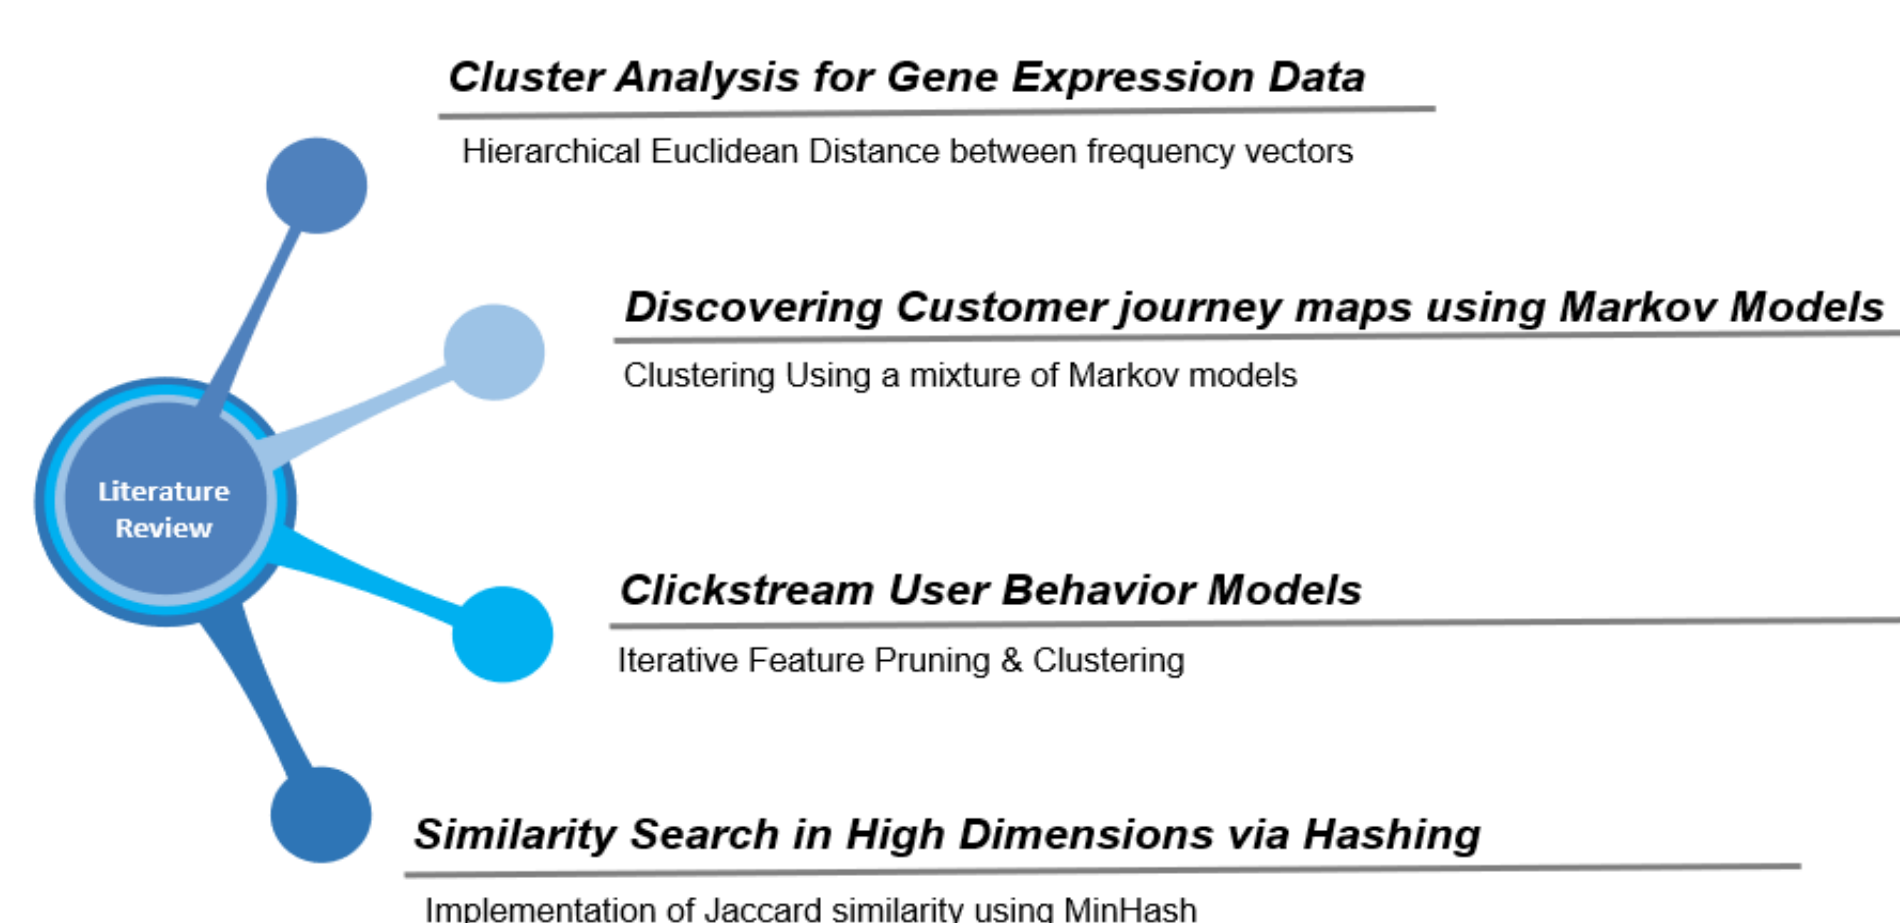 Cluster Analysis for Gene Expression Data
Hierarchical Euclidean Distance between frequency vectors
Discovering Customer journey maps using Markov Models
Clustering Using a mixture of Markov models
Literature
Review
Clickstream User Behavior Models
Iterative Feature Pruning & Clustering
Similarity Search in High Dimensions via Hashing
Implementation of Jaccard similarity using MinHash